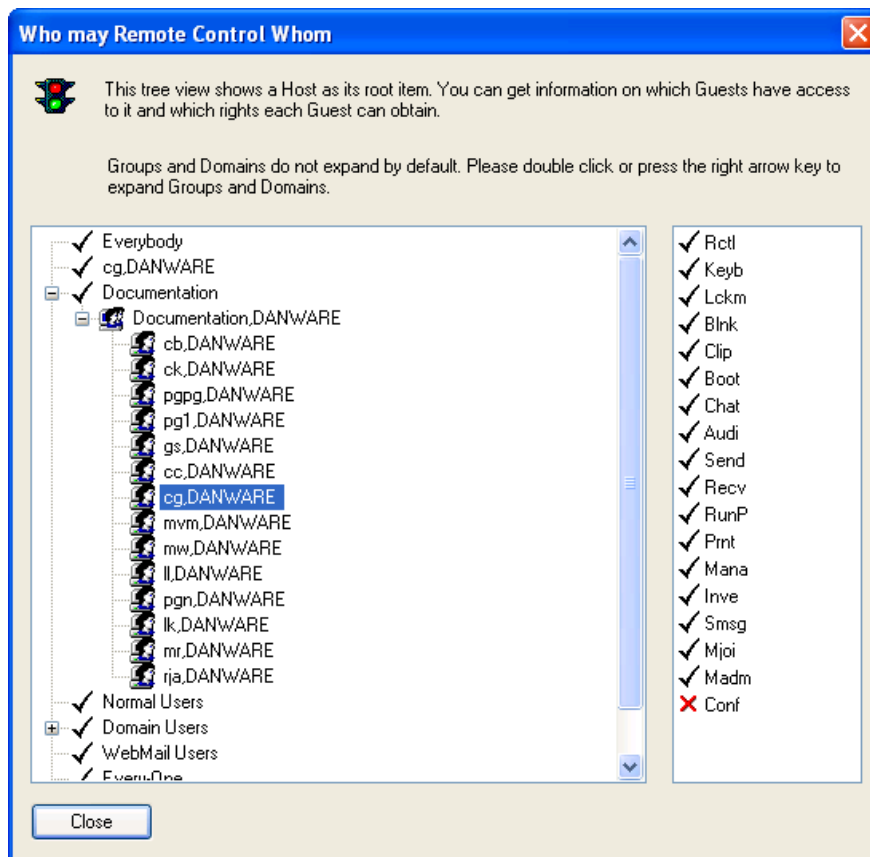 Who may Remote Control Whom
This tree view shows a Host as its root item. You can get information on which Guests have access
to it and which rights each Guest can obtain.
Groups and Domains do not expand by default. Please double click or press the right arrow key to
expand Groups and Domains.
Everybody
cg,DANWARE
Documentation
Documentation,DANWARE
cb,DANWARE
ck,DANWARE
pgpg,DANWARE
pg1,DANWARE
gs,DANWARE
cc,DANWARE
cg,DANWARE
mvm,DANWARE
mw,DANWARE
ll,DANWARE
pgn,DANWARE
lk,DANWARE
mr,DANWARE
rja,DANWARE
Normal Users
Domain Users
WebMail Users
Every-One
Rctl
Keyb
Lckm
Blnk
Clip
Boot
Chat
Audi
Send
Recv
RunP
Prnt
Mana
Inve
Smsg
Mjoi
Madm
Conf
Close